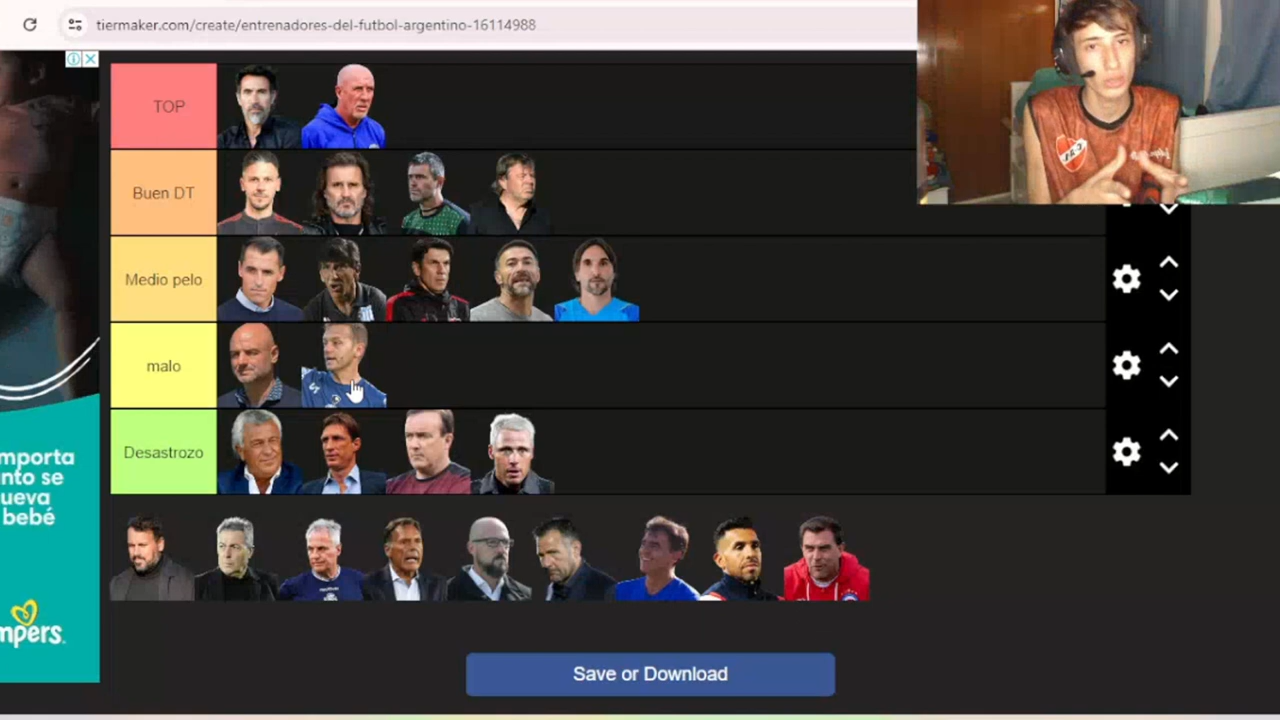 tiermaker.com/create/entrenadores-del-futbol-argentino-16114988
TOP
Buen DT
Medio pelo
malo
Desastrozo
mporta
nto se
ueva
bebé
mpers.
Save or Download